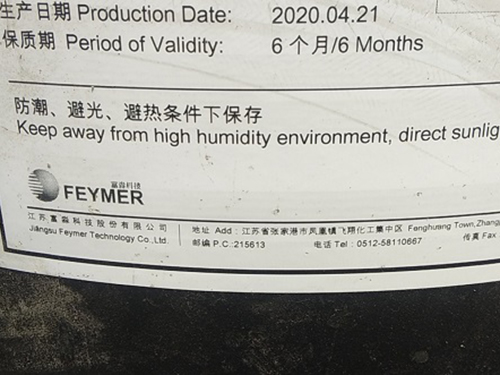 生产日期 Production Date: 2020.04.21
保质期 Period of Validity: 6 个月/6 Months
防潮、避光、避热条件下保存
Keep away from high humidity environment, direct sunlig
富淼科技
FEYMER
江苏富淼科技股份有限公司
Jiangsu Feymer Technology Co.,Ltd.
地址 Add: 江苏省张家港市凤凰镇飞翔化工集中区 Fenghuang Town,Zhang
邮编 P.C.:215613 电话 Tel: 0512-58110667 传真 Fax